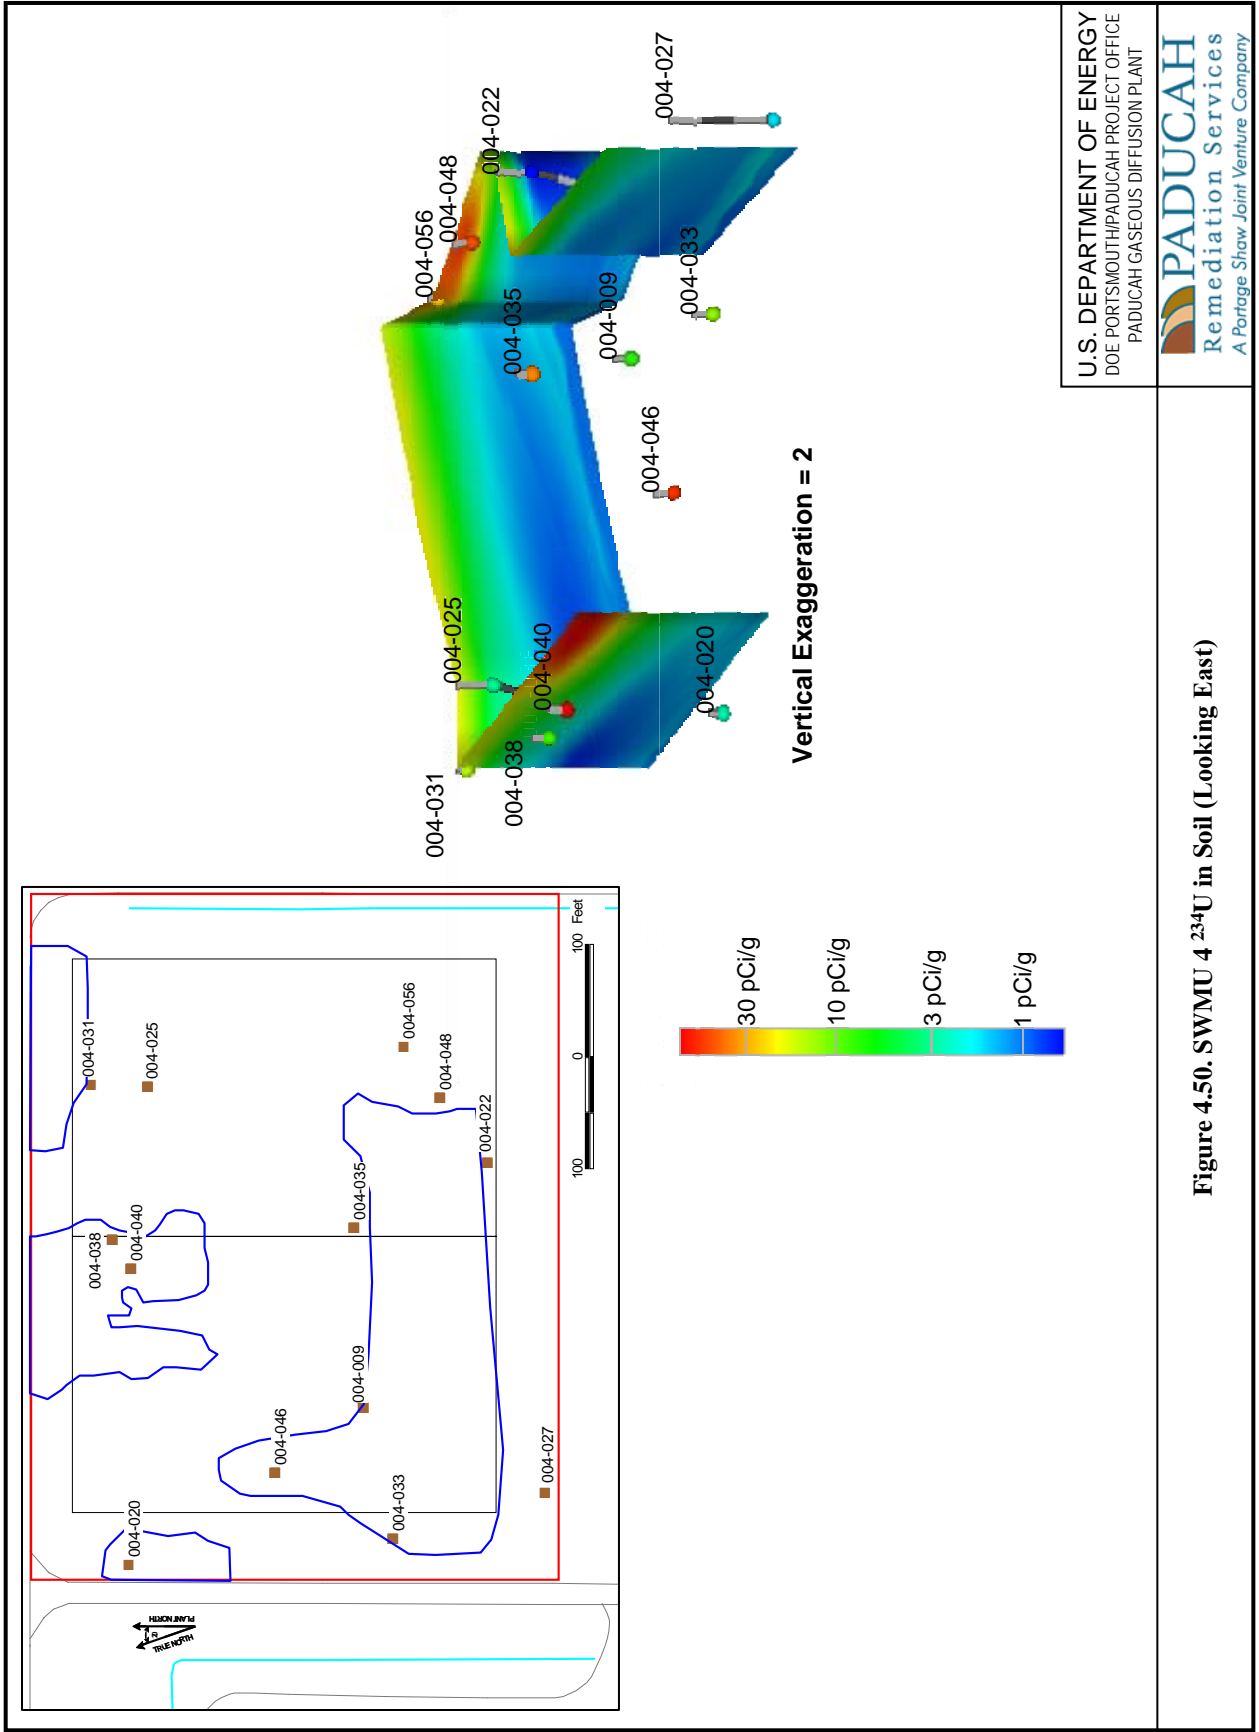 004-031
004-025
004-056
004-048
004-038
004-040
004-035
004-022
004-046
004-009
004-020
004-033
004-027
100
0
100 Feet
TRUE NORTH
PLANT NORTH
004-056
004-048
004-022
004-027
004-025
004-035
004-009
004-033
004-031
004-038
004-040
004-046
004-020
Vertical Exaggeration = 2
30 pCi/g
10 pCi/g
3 pCi/g
1 pCi/g
U.S. DEPARTMENT OF ENERGY
DOE PORTSMOUTH/PADUCAH PROJECT OFFICE
PADUCAH GASEOUS DIFFUSION PLANT
PADUCAH
Remediation Services
A Portage Shaw Joint Venture Company
Figure 4.50. SWMU 4 ²³⁴U in Soil (Looking East)